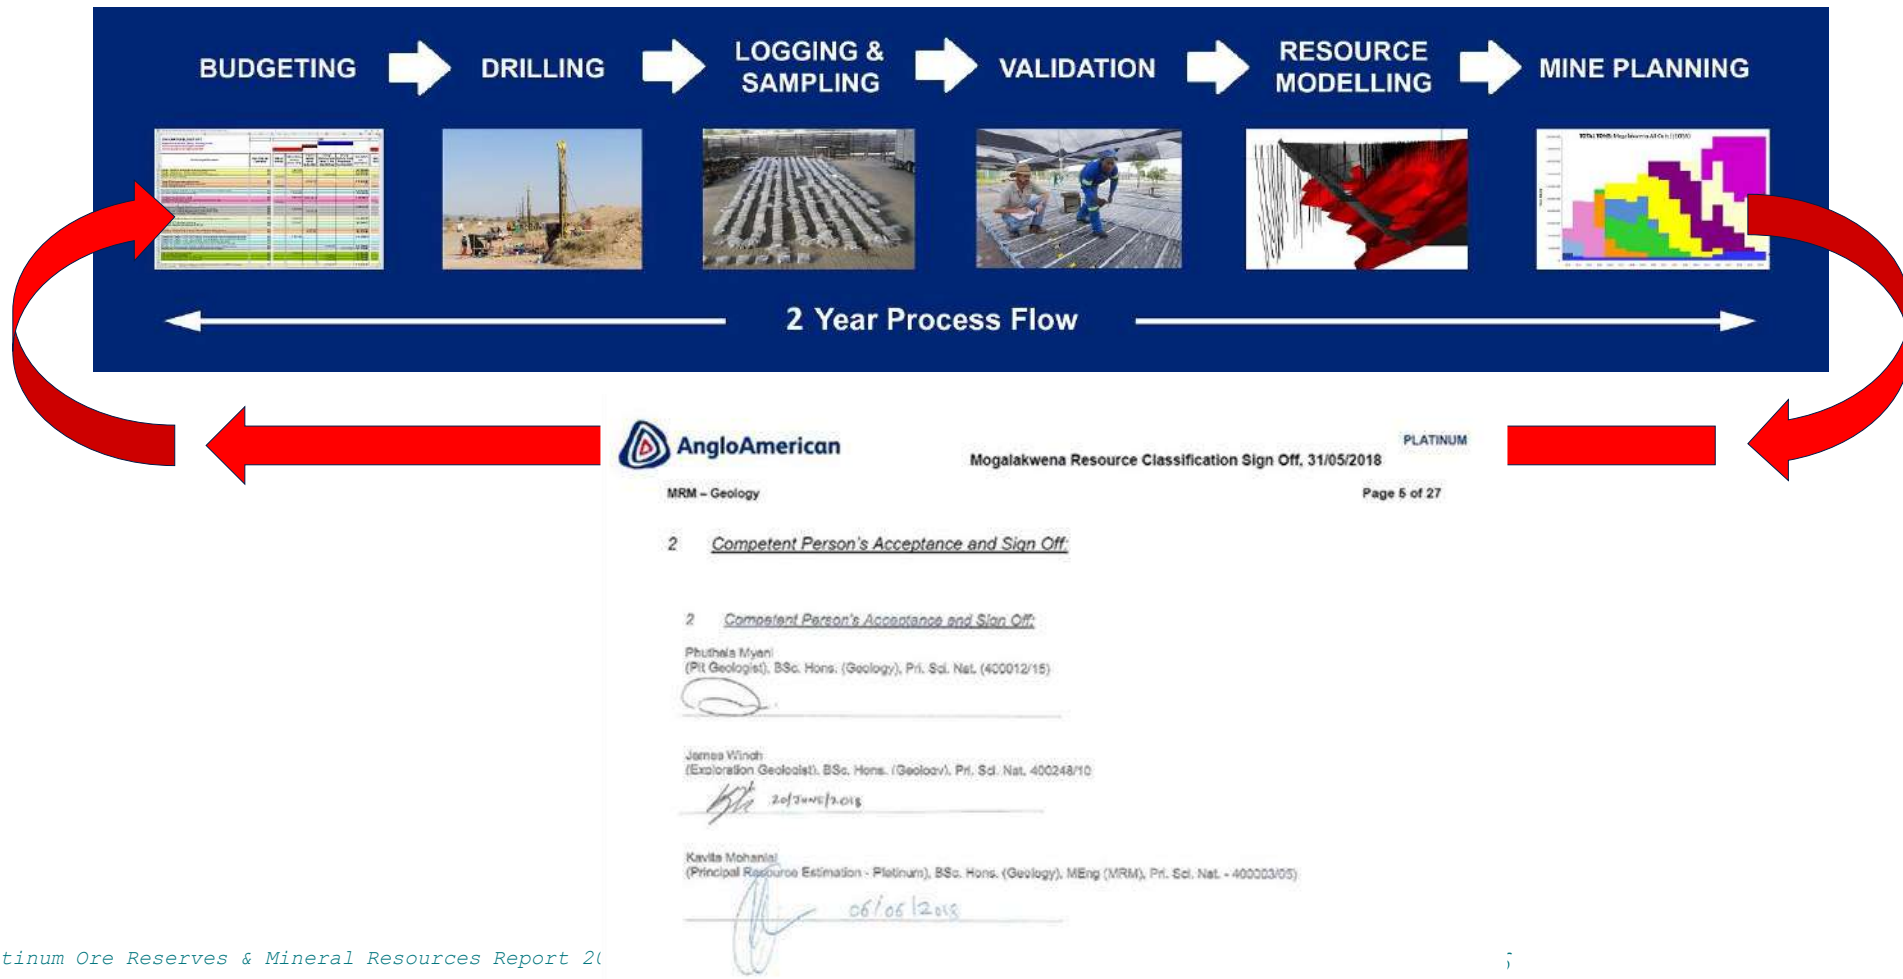 BUDGETING
DRILLING
LOGGING &
SAMPLING
VALIDATION
RESOURCE
MODELLING
MINE PLANNING
2 Year Process Flow
AngloAmerican
PLATINUM
Mogalakwena Resource Classification Sign Off, 31/05/2018
MRM – Geology
Page 5 of 27
2 Competent Person's Acceptance and Sign Off:
2 Competent Person's Acceptance and Sign Off:
(Pit Geologist), BSc. Hons. (Geology), Pri. Sci. Nat. (400012/15)
James Winch
(Exploration Geologist), BSc. Hons. (Geology), Pri. Sci. Nat. 400248/10
20/JUNE/2018
Kavita Mohanlal
(Principal Resource Estimation - Platinum), BSc. Hons. (Geology), MEng (MRM), Pri. Sci. Nat. - 400003/05)
06/06/2018
tinum Ore Reserves & Mineral Resources Report 20